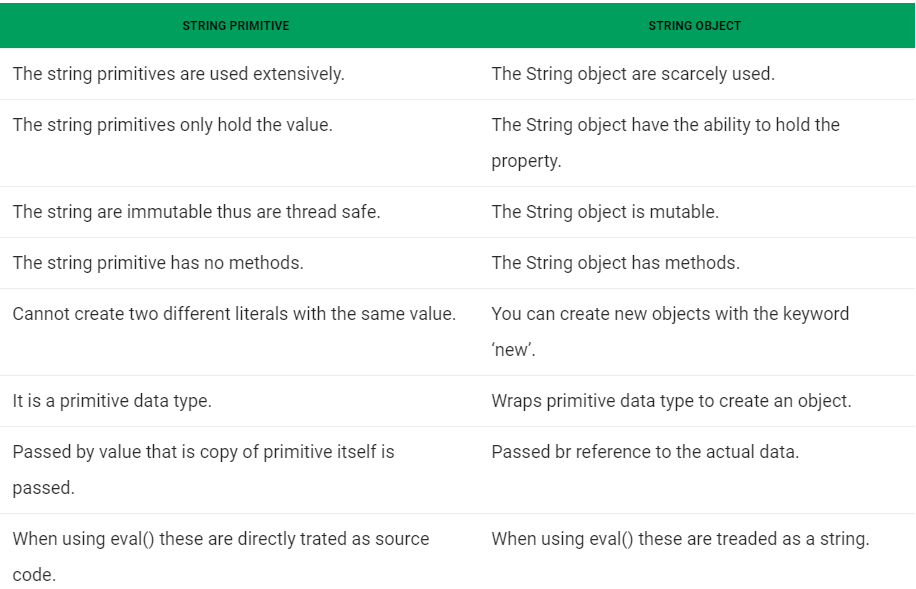 STRING PRIMITIVE STRING OBJECT
The string primitives are used extensively. The String object are scarcely used.
The string primitives only hold the value. The String object have the ability to hold the
property.
The string are immutable thus are thread safe. The String object is mutable.
The string primitive has no methods. The String object has methods.
Cannot create two different literals with the same value. You can create new objects with the keyword
‘new’.
It is a primitive data type. Wraps primitive data type to create an object.
Passed by value that is copy of primitive itself is Passed br reference to the actual data.
passed.
When using eval() these are directly trated as source When using eval() these are treaded as a string.
code.